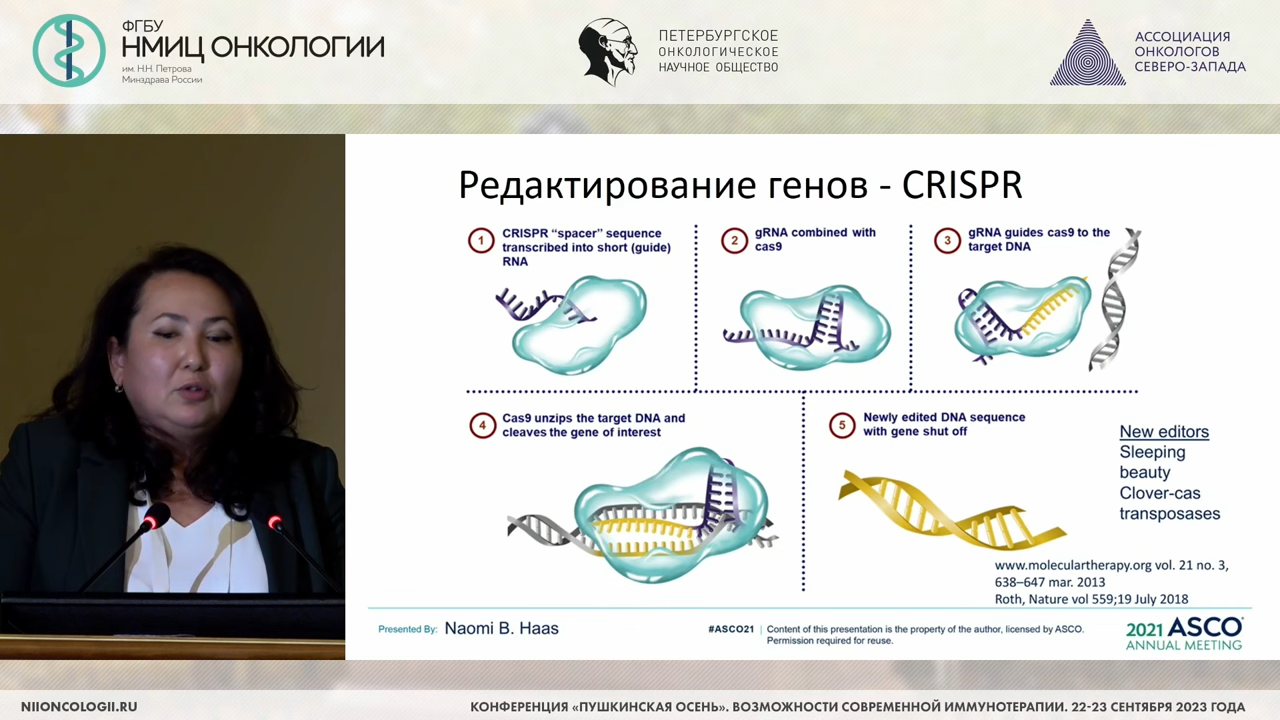 ФГБУ
НМИЦ ОНКОЛОГИИ
им. Н.Н. Петрова
Минздрава России
ПЕТЕРБУРГСКОЕ
ОНКОЛОГИЧЕСКОЕ
НАУЧНОЕ ОБЩЕСТВО
АССОЦИАЦИЯ
ОНКОЛОГОВ
СЕВЕРО-ЗАПАДА
Редактирование генов - CRISPR
1
CRISPR “spacer” sequence
transcribed into short (guide)
RNA
2
gRNA combined with
cas9
3
gRNA guides cas9 to the
target DNA
4
Cas9 unzips the target DNA and
cleaves the gene of interest
5
Newly edited DNA sequence
with gene shut off
New editors
Sleeping
beauty
Clover-cas
transposases
www.moleculartherapy.org vol. 21 no. 3,
638–647 mar. 2013
Roth, Nature vol 559;19 July 2018
Presented By: Naomi B. Haas
#ASCO21 | Content of this presentation is the property of the author, licensed by ASCO.
Permission required for reuse.
2021 ASCO
ANNUAL MEETING
NIIONCOLOGII.RU
КОНФЕРЕНЦИЯ «ПУШКИНСКАЯ ОСЕНЬ». ВОЗМОЖНОСТИ СОВРЕМЕННОЙ ИММУНОТЕРАПИИ. 22-23 СЕНТЯБРЯ 2023 ГОДА